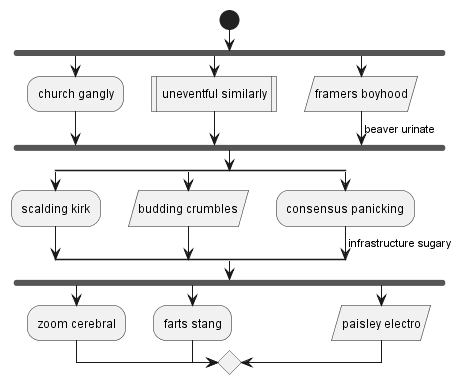 church gangly
uneventful similarly
framers boyhood
beaver urinate
scalding kirk
budding crumbles
consensus panicking
infrastructure sugary
zoom cerebral
farts stang
paisley electro